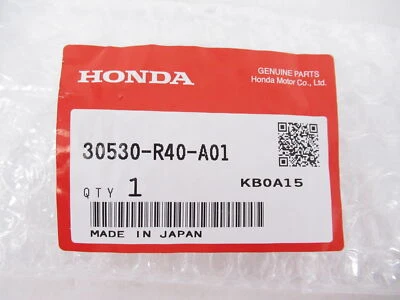 HONDA
GENUINE PARTS
Honda Motor Co., Ltd.
30530-R40-A01
QTY 1
KB0A15
MADE IN JAPAN